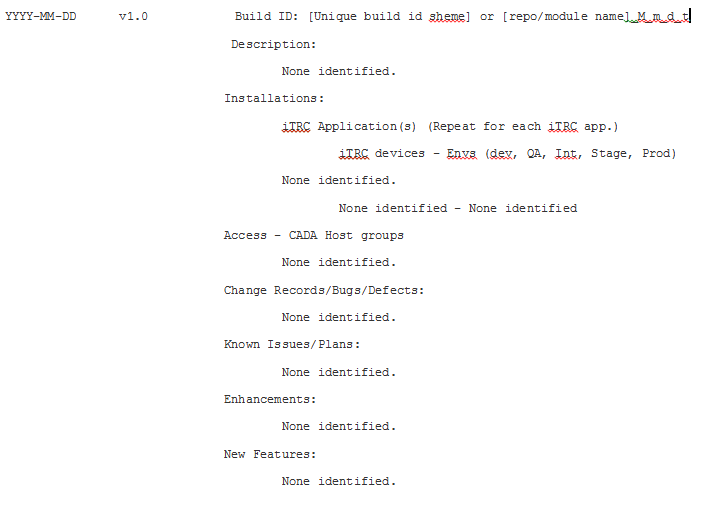 YYYY-MM-DD v1.0 Build ID: [Unique build id sheme] or [repo/module name]_M_m_d_t
Description:
None identified.
Installations:
iTRC Application(s) (Repeat for each iTRC app.)
iTRC devices – Envs (dev, QA, Int, Stage, Prod)
None identified.
None identified – None identified
Access – CADA Host groups
None identified.
Change Records/Bugs/Defects:
None identified.
Known Issues/Plans:
None identified.
Enhancements:
None identified.
New Features:
None identified.